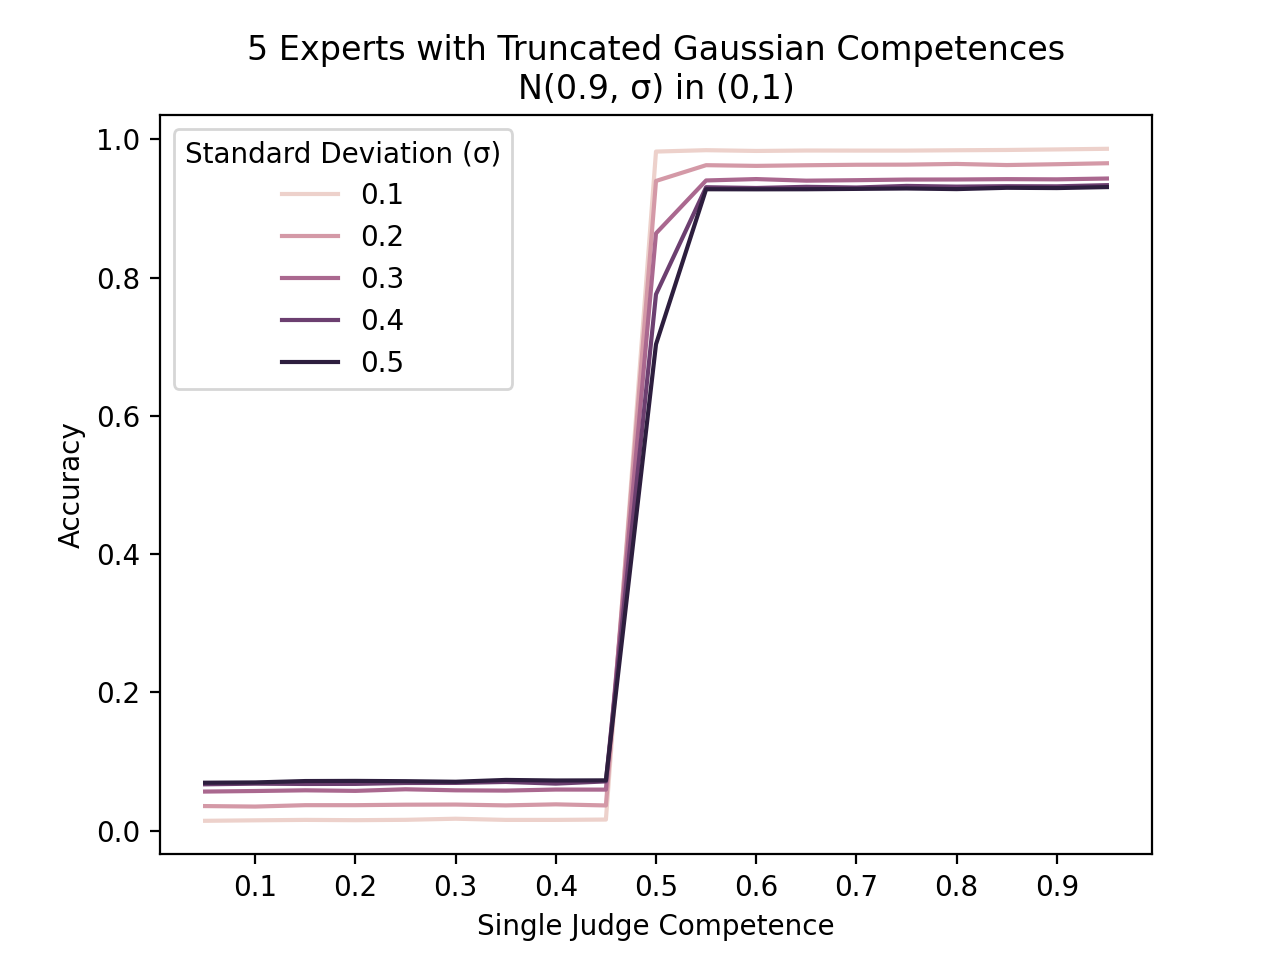 5 Experts with Truncated Gaussian Competences
N(0.9, σ) in (0,1)
Standard Deviation (σ)
0.1
0.2
0.3
0.4
0.5
Accuracy
1.0
0.8
0.6
0.4
0.2
0.0
0.1 0.2 0.3 0.4 0.5 0.6 0.7 0.8 0.9
Single Judge Competence